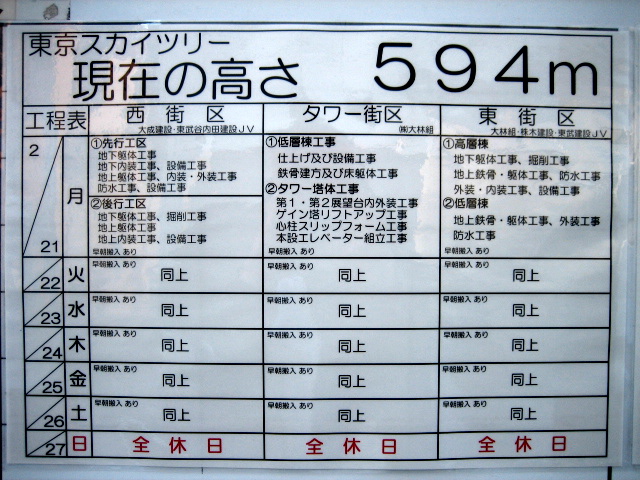 東京スカイツリー
現在の高さ 594m
工程表 西街区 タワー街区 東街区
大成建設・東武谷内田建設JV ㈱大林組 大林組・株木建設・東武建設JV
2 月 21
①先行工区
地下躯体工事
地下内装工事、設備工事
地上躯体工事、内装・外装工事
防水工事、設備工事
②後行工区
地下躯体工事、掘削工事
地上躯体工事
地上内装工事、設備工事
早朝搬入 あり
①低層棟工事
仕上げ及び設備工事
鉄骨建方及び床躯体工事
②タワー塔体工事
第1・第2展望台内外装工事
ゲイン塔リフトアップ工事
心柱スリップフォーム工事
本設エレベーター組立工事
早朝搬入 あり
①高層棟
地下躯体工事、掘削工事
地上鉄骨・躯体工事、防水工事
外装・内装工事、設備工事
②低層棟
地上鉄骨・躯体工事、外装工事
防水工事
早朝搬入 あり
早朝搬入 あり 早朝搬入 あり 早朝搬入 あり
22 火 同上 同上 同上
早朝搬入 あり 早朝搬入 あり 早朝搬入 あり
23 水 同上 同上 同上
早朝搬入 あり 早朝搬入 あり 早朝搬入 あり
24 木 同上 同上 同上
早朝搬入 あり 早朝搬入 あり 早朝搬入 あり
25 金 同上 同上 同上
早朝搬入 あり 早朝搬入 あり 早朝搬入 あり
26 土 同上 同上 同上
27 日 全休日 全休日 全休日